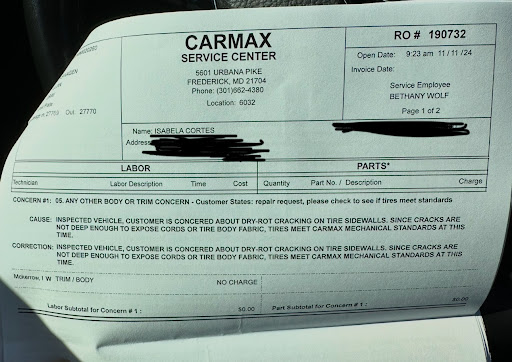 CARMAX
SERVICE CENTER
5601 URBANA PIKE
FREDERICK, MD 21704
Phone: (301)662-4380
Location: 6032
RO # 190732
Open Date: 9:23 am 11/11/24
Invoice Date:
Service Employee
BETHANY WOLF
Page 1 of 2
Out 27770
Name: ISABELA CORTES
Address
LABOR PARTS*
Technician Labor Description Time Cost Quantity Part No. / Description Charge
CONCERN #1: 05. ANY OTHER BODY OR TRIM CONCERN - Customer States: repair request, please check to see if tires meet standards
CAUSE: INSPECTED VEHICLE, CUSTOMER IS CONCERED ABOUT DRY-ROT CRACKING ON TIRE SIDEWALLS. SINCE CRACKS ARE
NOT DEEP ENOUGH TO EXPOSE CORDS OR TIRE BODY FABRIC, TIRES MEET CARMAX MECHANICAL STANDARDS AT THIS
TIME.
CORRECTION: INSPECTED VEHICLE, CUSTOMER IS CONCERED ABOUT DRY-ROT CRACKING ON TIRE SIDEWALLS. SINCE CRACKS ARE
NOT DEEP ENOUGH TO EXPOSE CORDS OR TIRE BODY FABRIC, TIRES MEET CARMAX MECHANICAL STANDARDS AT THIS
TIME.
Mckerrow, I W TRIM / BODY NO CHARGE
Labor Subtotal for Concern # 1 : $0.00 Part Subtotal for Concern # 1 : $0.00